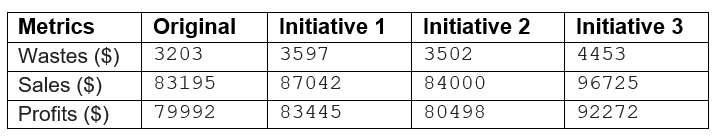 Metrics Original Initiative 1 Initiative 2 Initiative 3
Wastes ($) 3203 3597 3502 4453
Sales ($) 83195 87042 84000 96725
Profits ($) 79992 83445 80498 92272